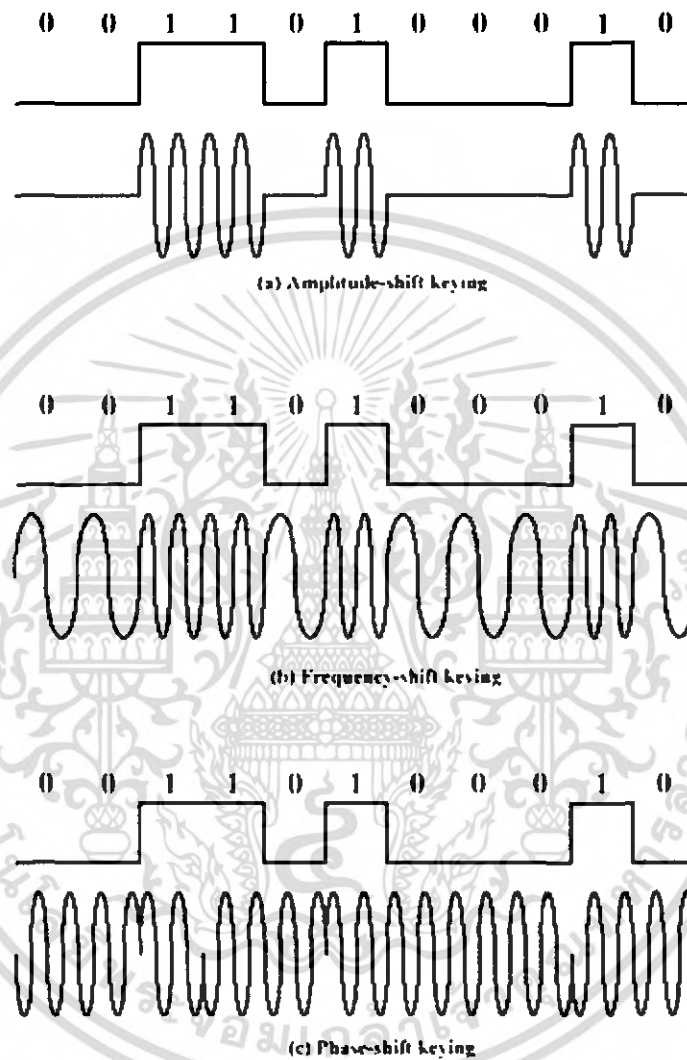 0 0 1 1 0 1 0 0 0 1 0
(a) Amplitude-shift keying
0 0 1 1 0 1 0 0 0 1 0
(b) Frequency-shift keying
0 0 1 1 0 1 0 0 0 1 0
(c) Phase-shift keying